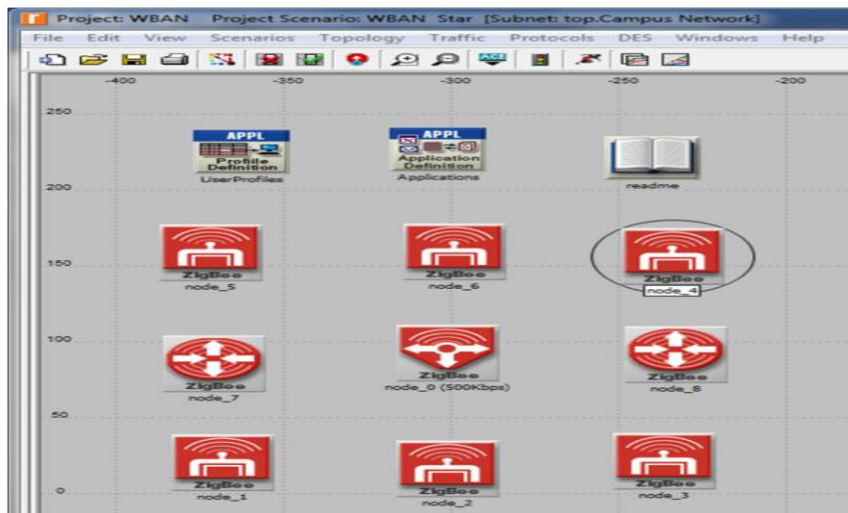 Project: WBAN Project Scenario: WBAN Star [Subnet: top.Campus Network]
File Edit View Scenarios Topology Traffic Protocols DES Windows Help
ACE
-400 -350 -300 -250 -200
250
APPL
Profile
Definition
UserProfiles
APPL
Application
Definition
Applications
readme
200
ZigBee
node_5
ZigBee
node_6
ZigBee
node_4
150
ZigBee
node_7
ZigBee
node_0 (500Kbps)
ZigBee
node_8
100
50
ZigBee
node_1
ZigBee
node_2
ZigBee
node_3
0